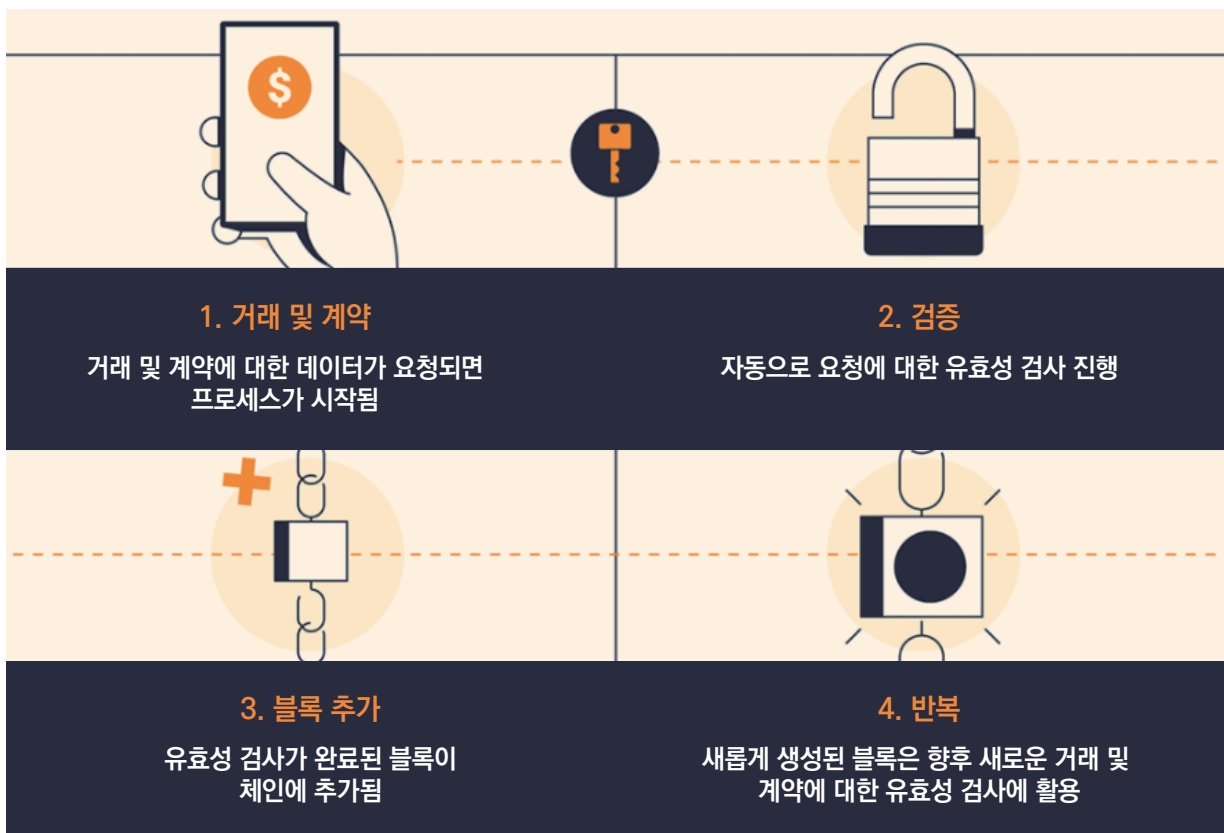 $
1. 거래 및 계약
거래 및 계약에 대한 데이터가 요청되면
프로세스가 시작됨
2. 검증
자동으로 요청에 대한 유효성 검사 진행
3. 블록 추가
유효성 검사가 완료된 블록이
체인에 추가됨
4. 반복
새롭게 생성된 블록은 향후 새로운 거래 및
계약에 대한 유효성 검사에 활용